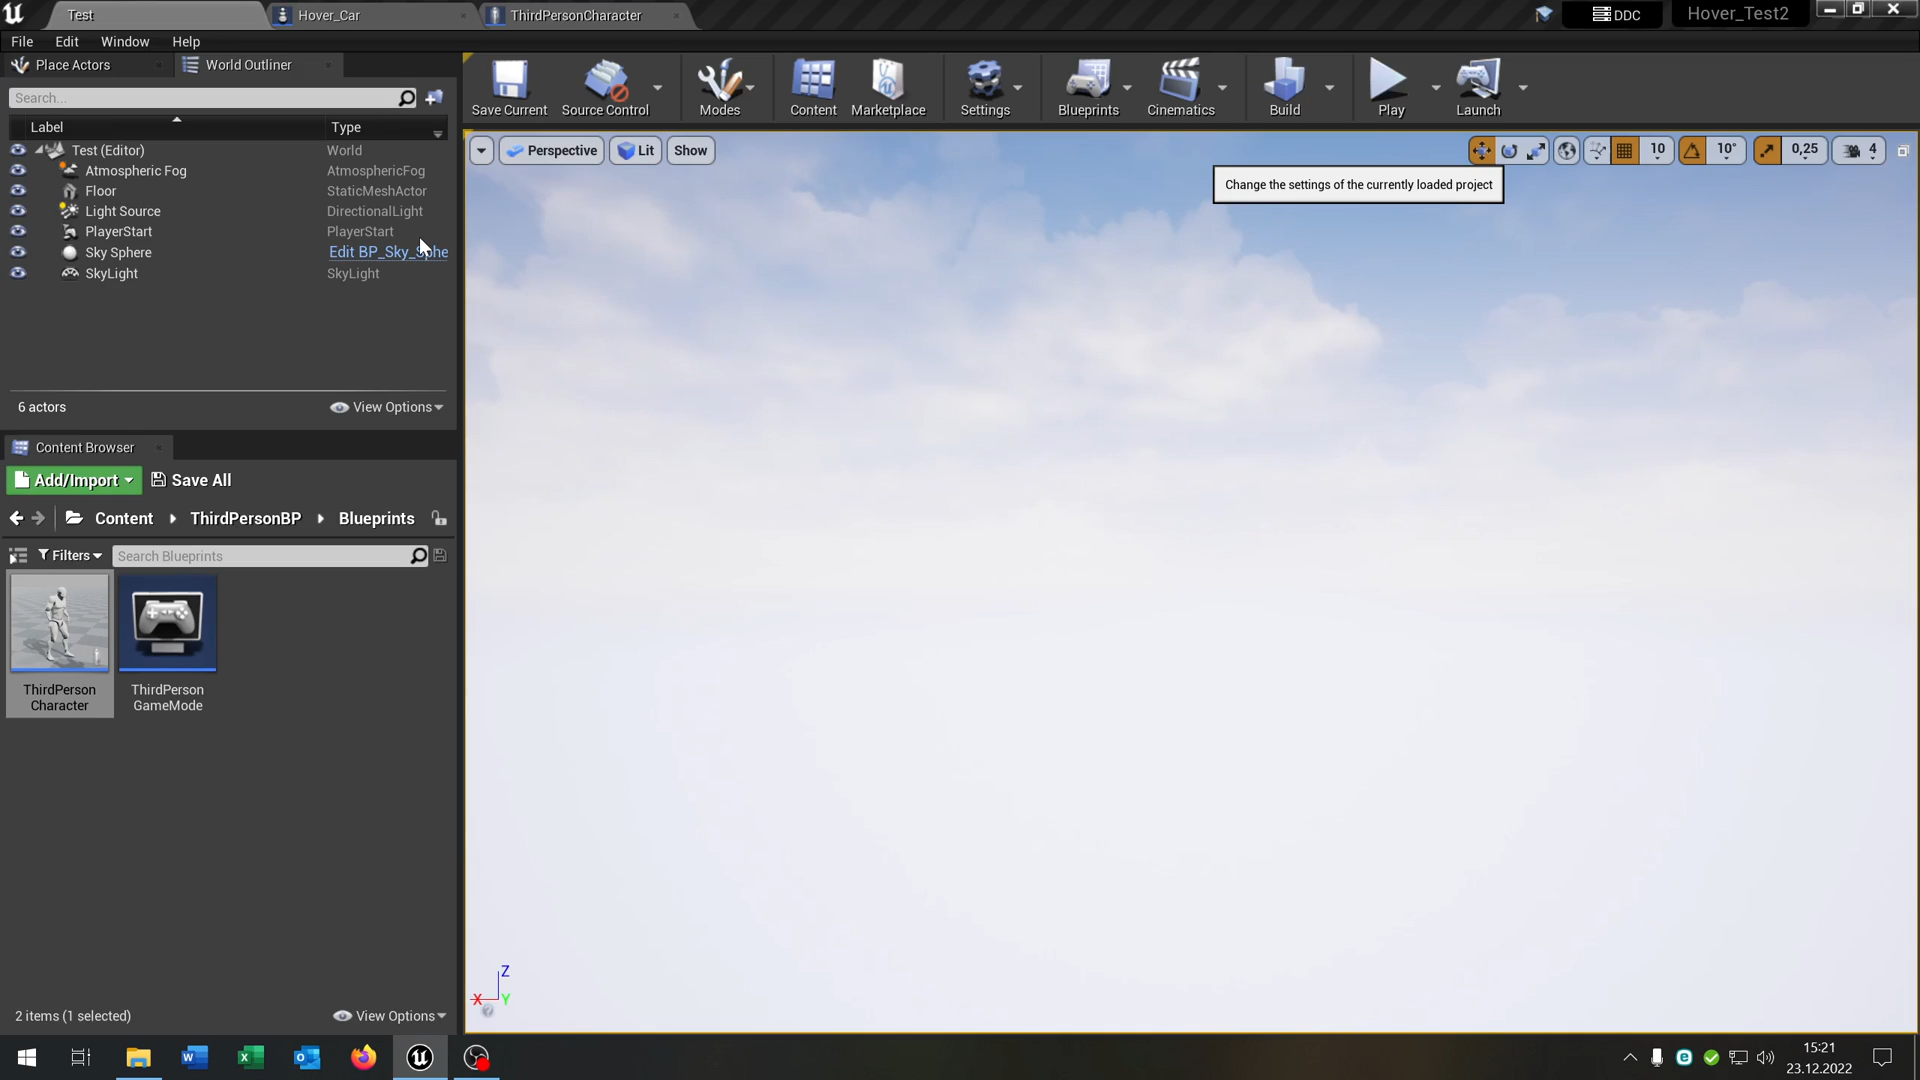 Test
Hover_Car
ThirdPersonCharacter
DDC
Hover_Test2
File
Edit
Window
Help
Place Actors
World Outliner
Search...
Label
Type
Test (Editor)
World
Atmospheric Fog
AtmosphericFog
Floor
StaticMeshActor
Light Source
DirectionalLight
PlayerStart
PlayerStart
Sky Sphere
Edit BP_Sky_Sphe
SkyLight
SkyLight
6 actors
View Options
Save Current
Source Control
Modes
Content
Marketplace
Settings
Blueprints
Cinematics
Build
Play
Launch
Perspective
Lit
Show
10
10°
0,25
4
Change the settings of the currently loaded project
Content Browser
Add/Import
Save All
Content
ThirdPersonBP
Blueprints
Filters
Search Blueprints
ThirdPerson
Character
ThirdPerson
GameMode
Z
X
Y
2 items (1 selected)
View Options
15:21
23.12.2022